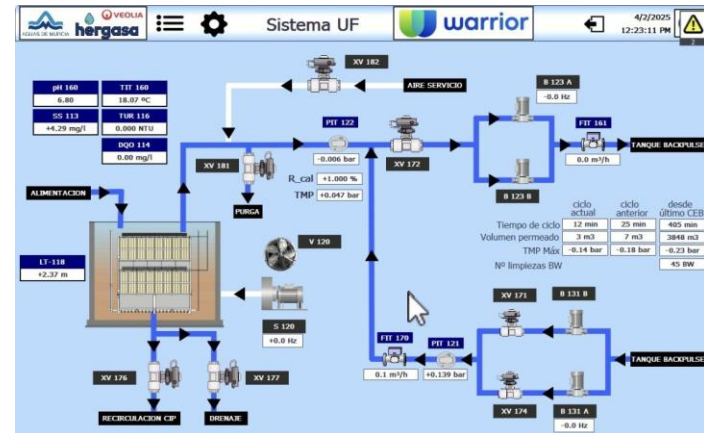 AGUAS DE MURCIA
VEOLIA
hergasa
Sistema UF
warrior
4/2/2025
12:23:11 PM
2
pH 160
6.80
TIT 160
18.07 ºC
SS 113
+4.29 mg/l
TUR 116
0.000 NTU
DQO 114
0.00 mg/l
XV 182
AIRE SERVICIO
PIT 122
-0.006 bar
R_cal +1.000 %
TMP +0.047 bar
XV 181
PURGA
XV 172
B 123 A
-0.0 Hz
B 123 B
FIT 161
0.0 m³/h
TANQUE BACKPULSE
ALIMENTACION
LT-118
+2.37 m
V 120
S 120
+0.0 Hz
ciclo actual
ciclo anterior
desde último CEB
Tiempo de ciclo 12 min 25 min 405 min
Volumen permeado 3 m3 7 m3 3848 m3
TMP Máx -0.14 bar -0.18 bar -0.23 bar
Nº limpiezas BW 45 BW
XV 171
B 131 B
FIT 170
0.1 m³/h
PIT 121
+0.139 bar
TANQUE BACKPULSE
XV 174
B 131 A
-0.0 Hz
XV 176
XV 177
RECIRCULACION CIP
DRENAJE